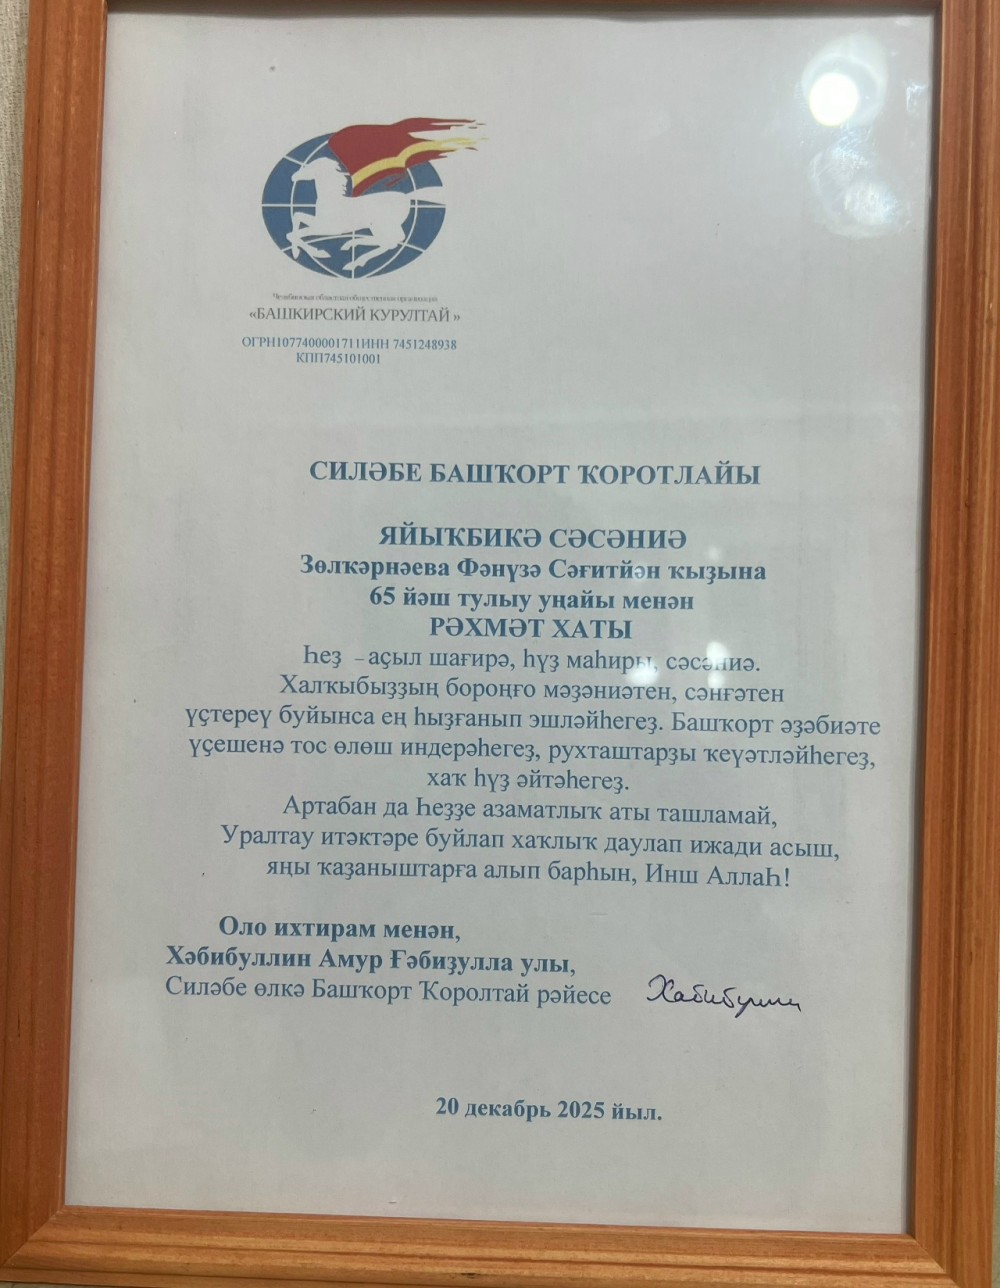 Челябинская областная общественная организация
«БАШКИРСКИЙ КУРУЛТАЙ »
ОГРН1077400001711ИНН 7451248938
КПП745101001
СИЛӘБЕ БАШҠОРТ ҠОРОТЛАЙЫ
ЯЙЫҠБИКӘ СӘСӘНИӘ
Зөлҡәрнәева Фәнүзә Сәғитйән ҡыҙына
65 йәш тулыу уңайы менән
РӘХМӘТ ХАТЫ
Һеҙ – аҫыл шағирә, һүҙ маһиры, сәсәниә.
Халҡыбыҙҙың бороңғо мәҙәниәтен, сәнғәтен
үҫтереү буйынса ең һыҙғанып эшләйһегеҙ. Башҡорт әҙәбиәте
үҫешенә тос өлөш индерәһегеҙ, рухташтарҙы ҡеүәтләйһегеҙ,
хаҡ һүҙ әйтәһегеҙ.
Артабан да Һеҙҙе азаматлыҡ аты ташламай,
Уралтау итәктәре буйлап хаҡлыҡ даулап ижади асыш,
яңы ҡаҙаныштарға алып барһын, Инш АллаҺ!
Оло ихтирам менән,
Хәбибуллин Амур Ғәбиҙулла улы,
Силәбе өлкә Башҡорт Ҡоролтай рәйесе Хабибуллин
20 декабрь 2025 йыл.